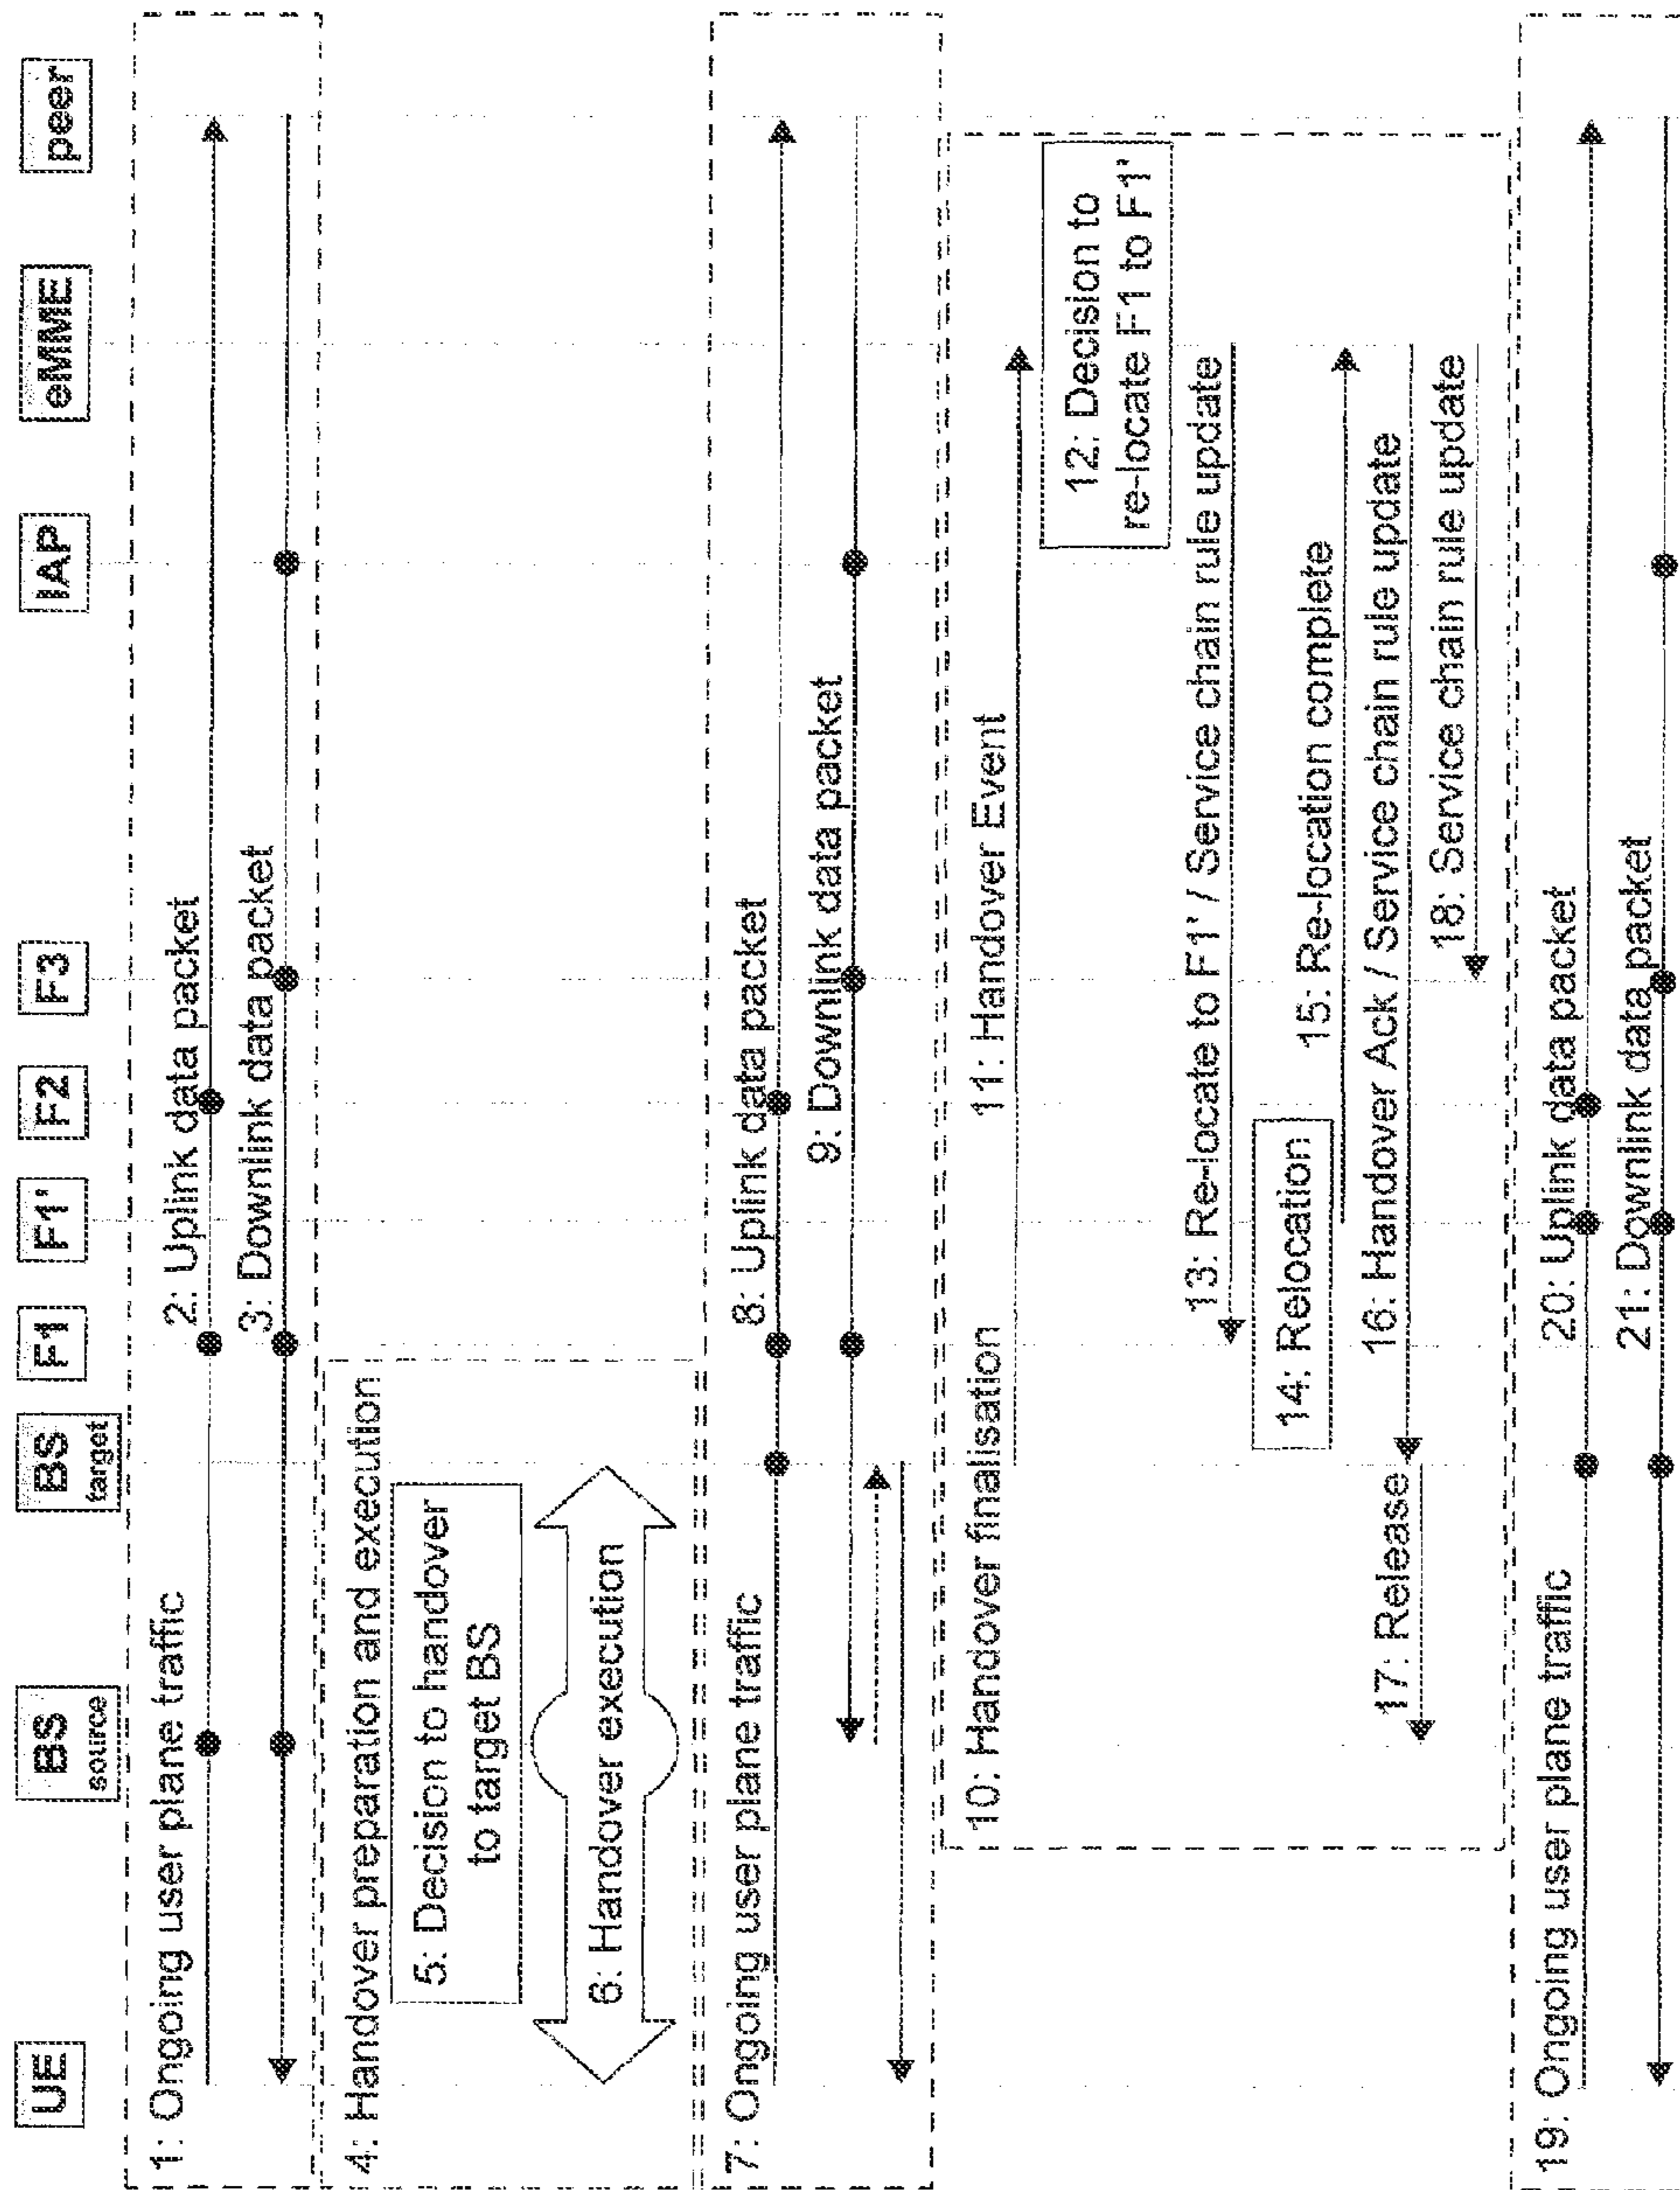 UE
BS
source
BS
target
F1
F1'
F2
F3
IAP
eMME
peer
1: Ongoing user plane traffic
2: Uplink data packet
3: Downlink data packet
4: Handover preparation and execution
5: Decision to handover
to target BS
6: Handover execution
7: Ongoing user plane traffic
8: Uplink data packet
9: Downlink data packet
10: Handover finalisation
11: Handover Event
12: Decision to
re-locate F1 to F1'
13: Re-locate to F1' / Service chain rule update
14: Relocation
15: Re-location complete
16: Handover Ack / Service chain rule update
17: Release
18: Service chain rule update
19: Ongoing user plane traffic
20: Uplink data packet
21: Downlink data packet